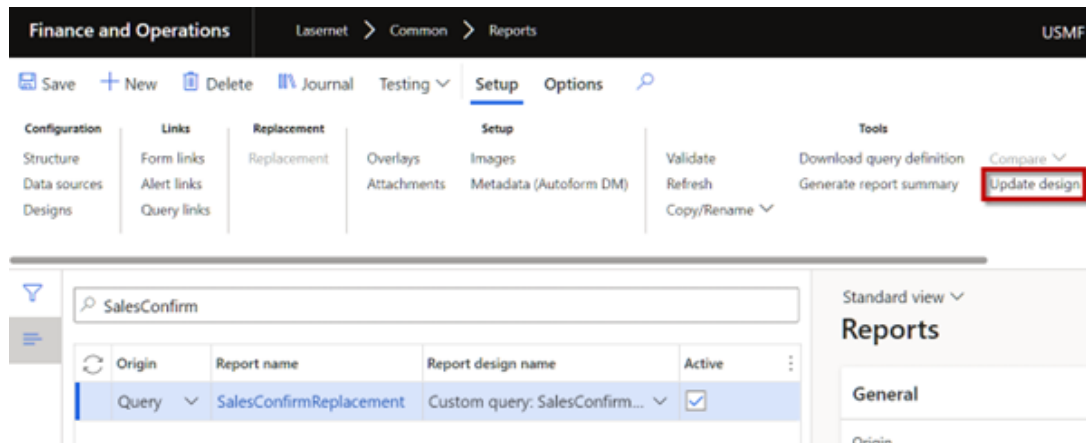 Finance and Operations Lasernet > Common > Reports USMF
Save + New Delete Journal Testing Setup Options
Configuration Links Replacement Setup Tools
Structure Form links Replacement Overlays Images Validate Download query definition Compare
Data sources Alert links Attachments Metadata (Autoform DM) Refresh Generate report summary Update design
Designs Query links Copy/Rename
SalesConfirm
Standard view
Reports
Origin Report name Report design name Active
General
Query SalesConfirmReplacement Custom query: SalesConfirm...
Origin